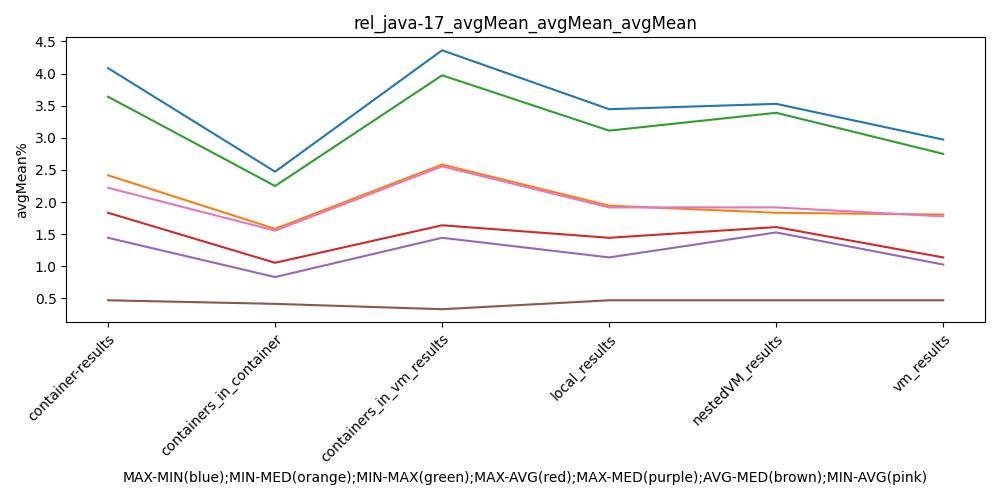 rel_java-17_avgMean_avgMean_avgMean
avgMean%
4.5
4.0
3.5
3.0
2.5
2.0
1.5
1.0
0.5
container-results
containers_in_container
containers_in_vm_results
local_results
nestedVM_results
vm_results
MAX-MIN(blue);MIN-MED(orange);MIN-MAX(green);MAX-AVG(red);MAX-MED(purple);AVG-MED(brown);MIN-AVG(pink)